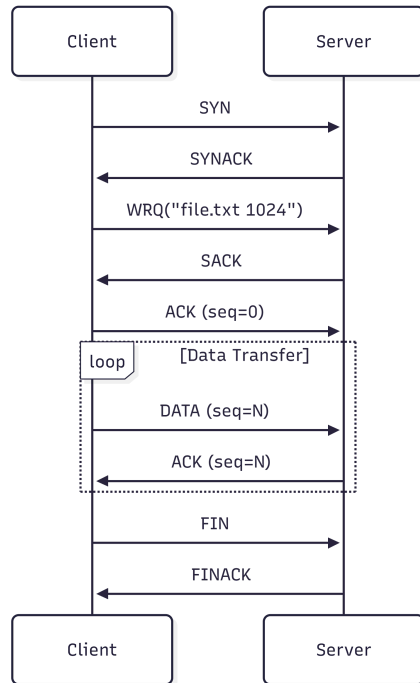 Client
Server
SYN
SYNACK
WRQ("file.txt 1024")
SACK
ACK (seq=0)
loop
[Data Transfer]
DATA (seq=N)
ACK (seq=N)
FIN
FINACK
Client
Server